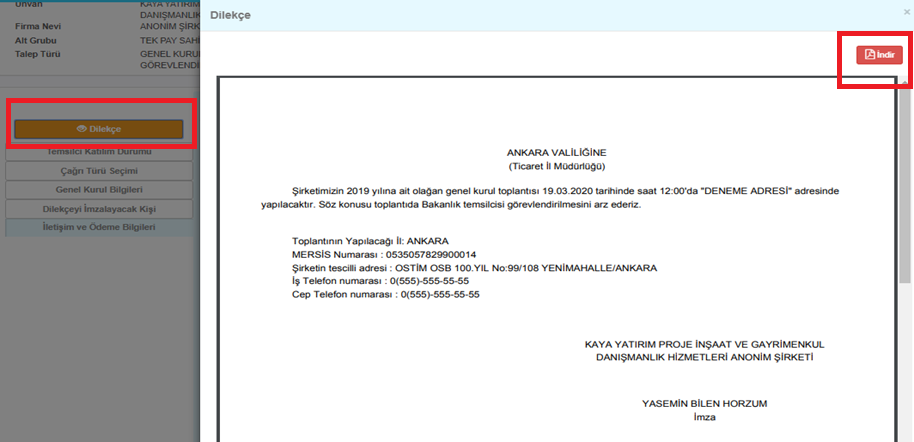 Unvan
KAYA YATIRIM
DANIŞMANLIK
Firma Nevi
ANONİM ŞİRK
Alt Grubu
TEK PAY SAHİ
Talep Türü
GENEL KURUL
GÖREVLENDİ
Dilekçe
Temsilci Katılım Durumu
Çağrı Türü Seçimi
Genel Kurul Bilgileri
Dilekçeyi İmzalayacak Kişi
İletişim ve Ödeme Bilgileri
Dilekçe
×
İndir
ANKARA VALİLİĞİNE
(Ticaret İl Müdürlüğü)
Şirketimizin 2019 yılına ait olağan genel kurul toplantısı 19.03.2020 tarihinde saat 12:00'da "DENEME ADRESİ" adresinde
yapılacaktır. Söz konusu toplantıda Bakanlık temsilcisi görevlendirilmesini arz ederiz.
Toplantının Yapılacağı İl: ANKARA
MERSİS Numarası : 0535057829900014
Şirketin tescilli adresi : OSTİM OSB 100.YIL No:99/108 YENİMAHALLE/ANKARA
İş Telefon numarası : 0(555)-555-55-55
Cep Telefon numarası : 0(555)-555-55-55
KAYA YATIRIM PROJE İNŞAAT VE GAYRİMENKUL
DANIŞMANLIK HİZMETLERİ ANONİM ŞİRKETİ
YASEMİN BİLEN HORZUM
İmza